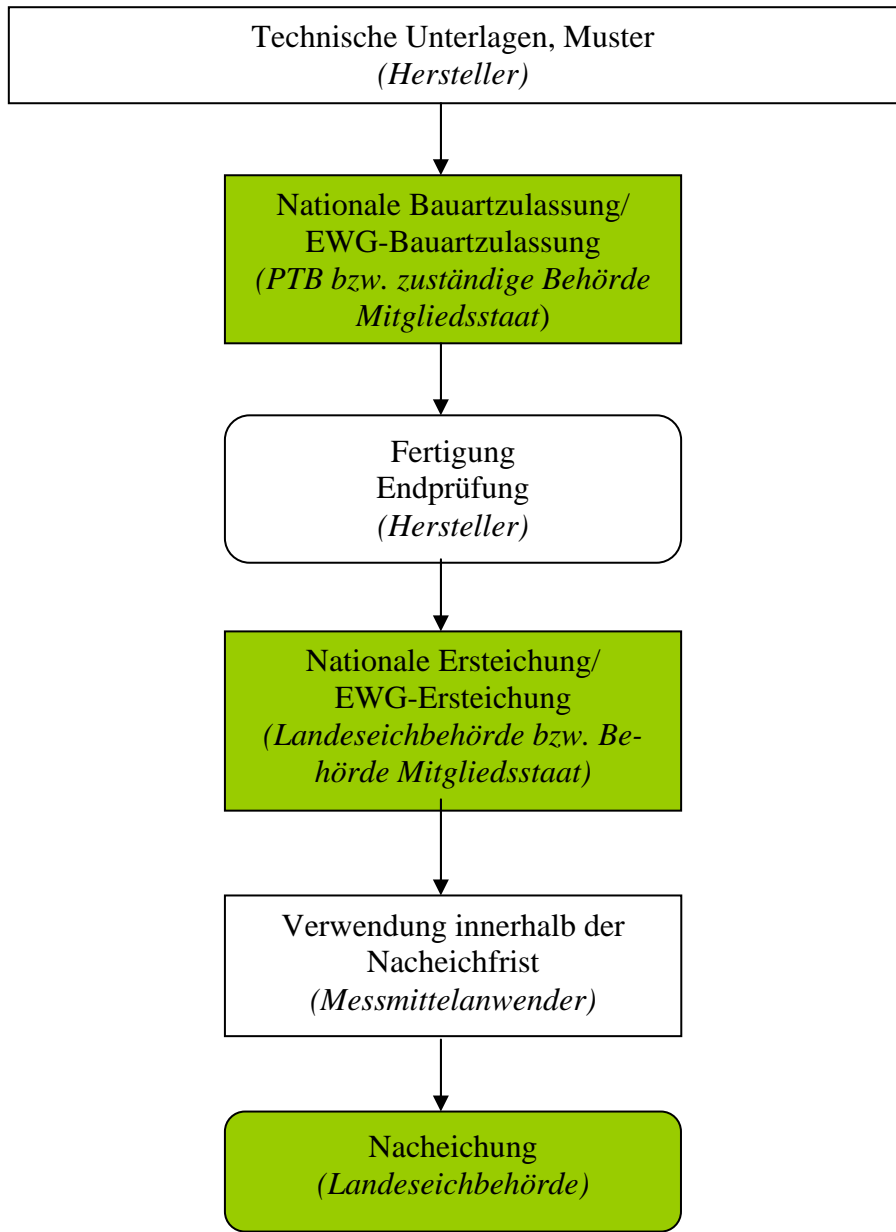 Technische Unterlagen, Muster
(Hersteller)
Nationale Bauartzulassung/
EWG-Bauartzulassung
(PTB bzw. zuständige Behörde
Mitgliedsstaat)
Fertigung
Endprüfung
(Hersteller)
Nationale Ersteichung/
EWG-Ersteichung
(Landeseichbehörde bzw. Be-
hörde Mitgliedsstaat)
Verwendung innerhalb der
Nacheichfrist
(Messmittelanwender)
Nacheichung
(Landeseichbehörde)